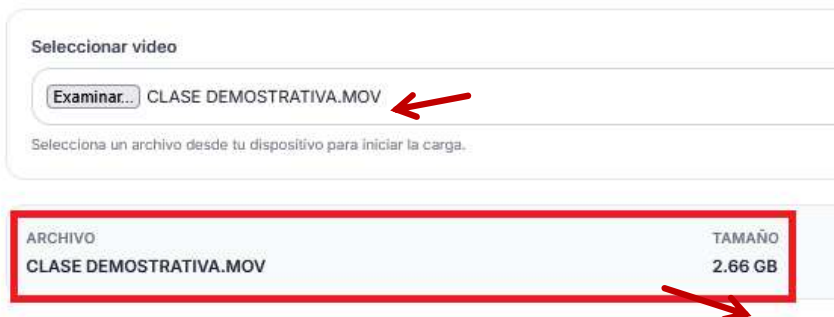 Seleccionar video
Examinar... CLASE DEMOSTRATIVA.MOV
Selecciona un archivo desde tu dispositivo para iniciar la carga.
ARCHIVO TAMAÑO
CLASE DEMOSTRATIVA.MOV 2.66 GB